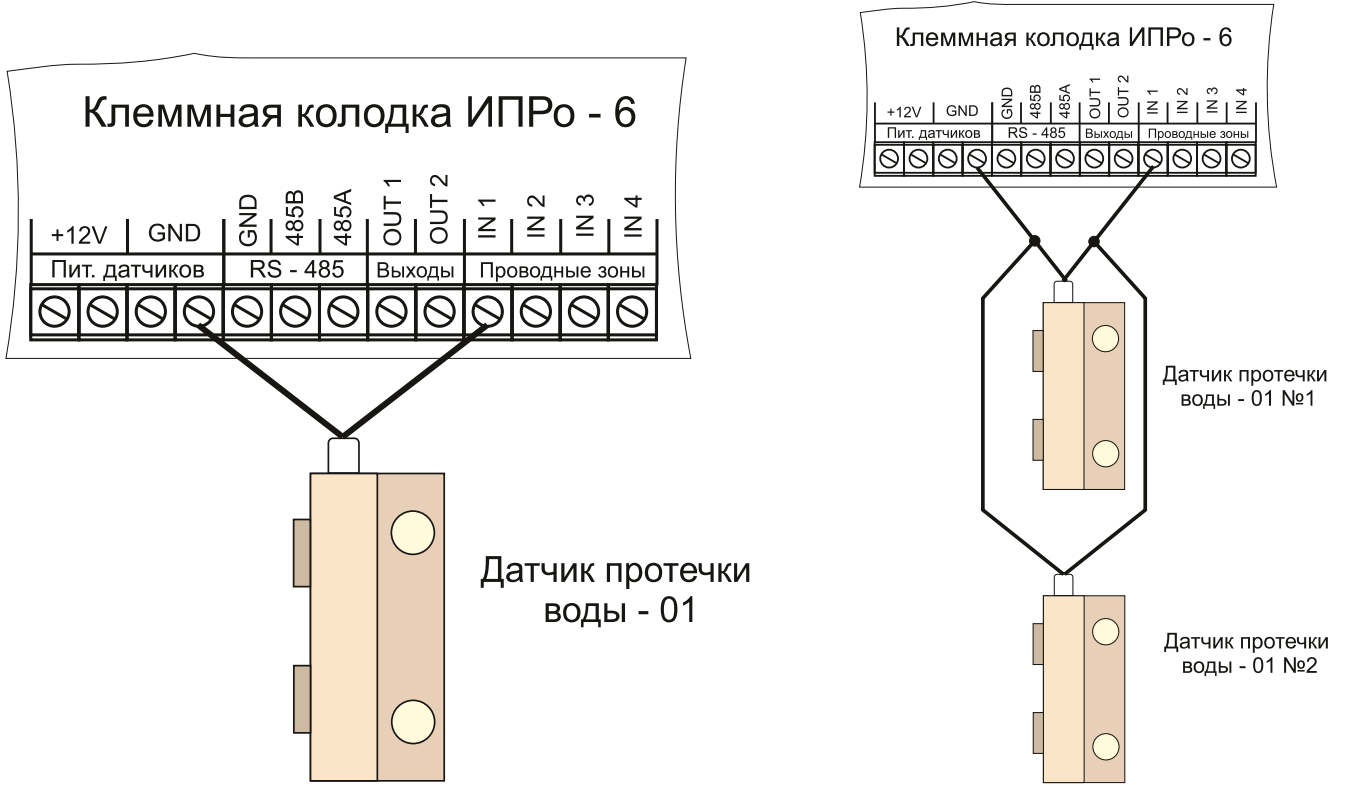 Клеммная колодка ИПРо - 6
+12V GND GND 485B 485A OUT 1 OUT 2 IN 1 IN 2 IN 3 IN 4
Пит. датчиков RS - 485 Выходы Проводные зоны
Датчик протечки
воды - 01
Клеммная колодка ИПРо - 6
+12V GND GND 485B 485A OUT 1 OUT 2 IN 1 IN 2 IN 3 IN 4
Пит. датчиков RS - 485 Выходы Проводные зоны
Датчик протечки
воды - 01 №1
Датчик протечки
воды - 01 №2